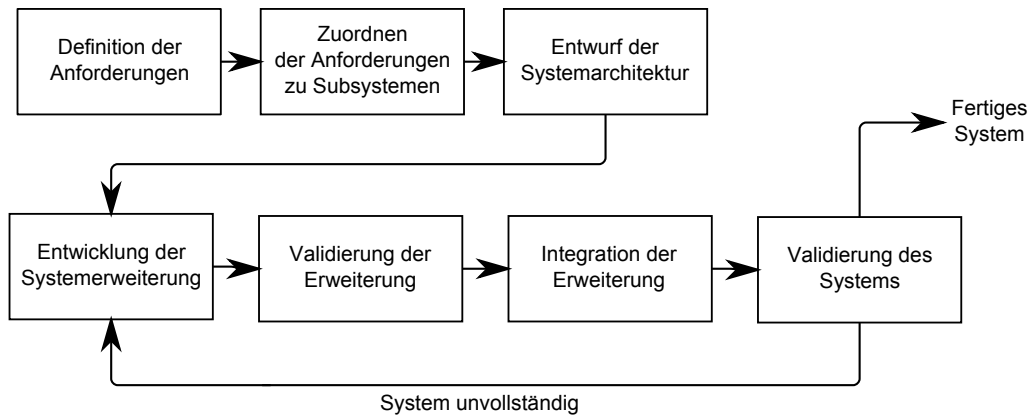 Definition der
Anforderungen
Zuordnen
der Anforderungen
zu Subsystemen
Entwurf der
Systemarchitektur
Fertiges
System
Entwicklung der
Systemerweiterung
Validierung der
Erweiterung
Integration der
Erweiterung
Validierung des
Systems
System unvollständig